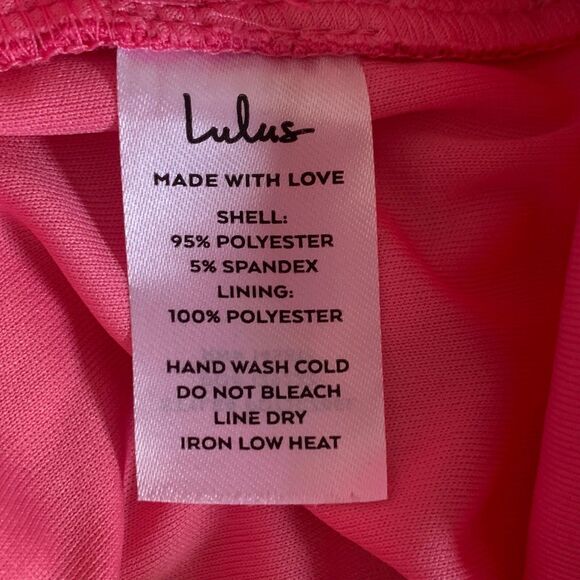 Lulus
MADE WITH LOVE
SHELL:
95% POLYESTER
5% SPANDEX
LINING:
100% POLYESTER
HAND WASH COLD
DO NOT BLEACH
LINE DRY
IRON LOW HEAT